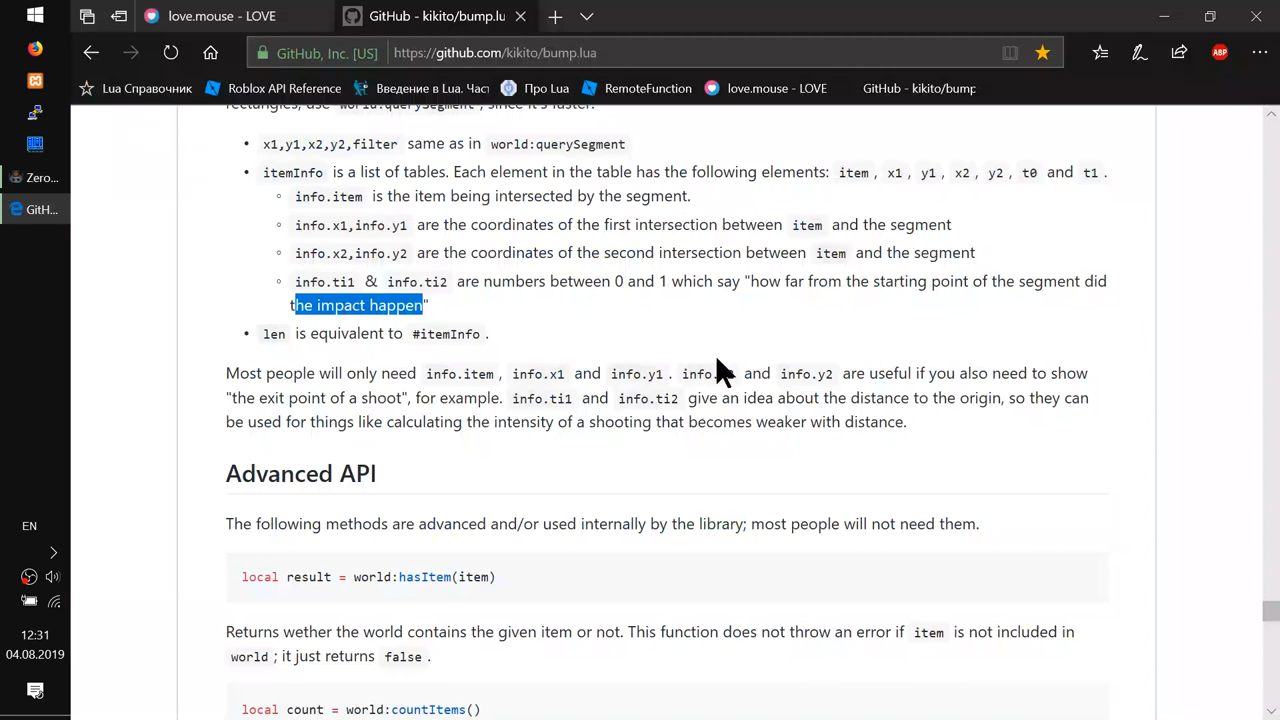 love.mouse - LOVE
GitHub - kikito/bump.lu
GitHub, Inc. [US]
https://github.com/kikito/bump.lua
ABP
Lua Справочник
Roblox API Reference
Введение в Lua. Част
Про Lua
RemoteFunction
love.mouse - LOVE
GitHub - kikito/bump
Zero...
GitH...
EN
12:31
04.08.2019
rectangles, use world:querySegment, since it's faster.
• x1,y1,x2,y2,filter same as in world:querySegment
• itemInfo is a list of tables. Each element in the table has the following elements: item, x1, y1, x2, y2, t0 and t1.
◦ info.item is the item being intersected by the segment.
◦ info.x1,info.y1 are the coordinates of the first intersection between item and the segment
◦ info.x2,info.y2 are the coordinates of the second intersection between item and the segment
◦ info.ti1 & info.ti2 are numbers between 0 and 1 which say "how far from the starting point of the segment did
the impact happen"
• len is equivalent to #itemInfo.
Most people will only need info.item, info.x1 and info.y1. and info.y2 are useful if you also need to show
"the exit point of a shoot", for example. info.ti1 and info.ti2 give an idea about the distance to the origin, so they can
be used for things like calculating the intensity of a shooting that becomes weaker with distance.
Advanced API
The following methods are advanced and/or used internally by the library; most people will not need them.
local result = world:hasItem(item)
Returns wether the world contains the given item or not. This function does not throw an error if item is not included in
world; it just returns false.
local count = world:countItems()